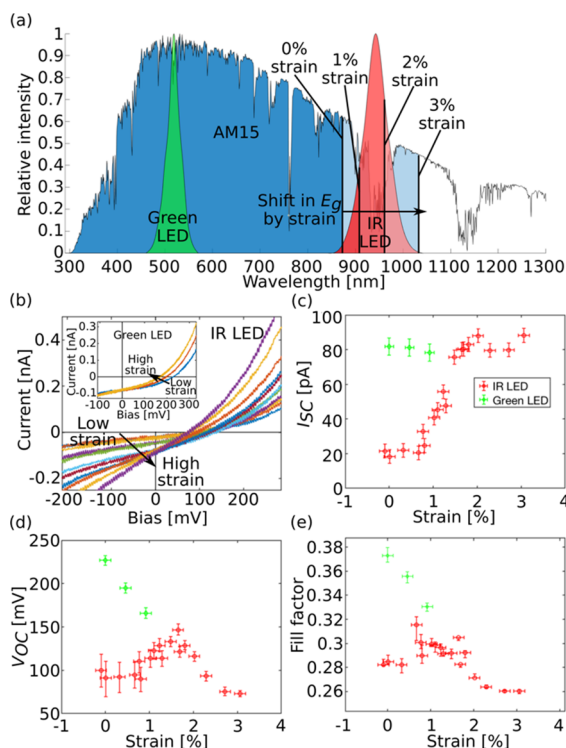 (a)
1
0.9
0.8
0.7
0.6
0.5
0.4
0.3
0.2
0.1
0
Relative intensity
0%
strain
1%
strain
2%
strain
3%
strain
AM15
Green
LED
Shift in Eg
by strain
IR
LED
300 400 500 600 700 800 900 1000 1100 1200 1300
Wavelength [nm]
(b)
0.4
0.2
0
-0.2
Current [nA]
IR LED
Low
strain
High
strain
-200 -100 0 100 200
Bias [mV]
0.3
0.2
0.1
0
-0.1
Current [nA]
Green LED
High
strain
Low
strain
-100 0 100 200 300
Bias [mV]
(c)
100
80
60
40
20
0
ISC [pA]
IR LED
Green LED
-1 0 1 2 3 4
Strain [%]
(d)
250
200
150
100
50
VOC [mV]
-1 0 1 2 3 4
Strain [%]
(e)
0.38
0.36
0.34
0.32
0.3
0.28
0.26
Fill factor
-1 0 1 2 3 4
Strain [%]